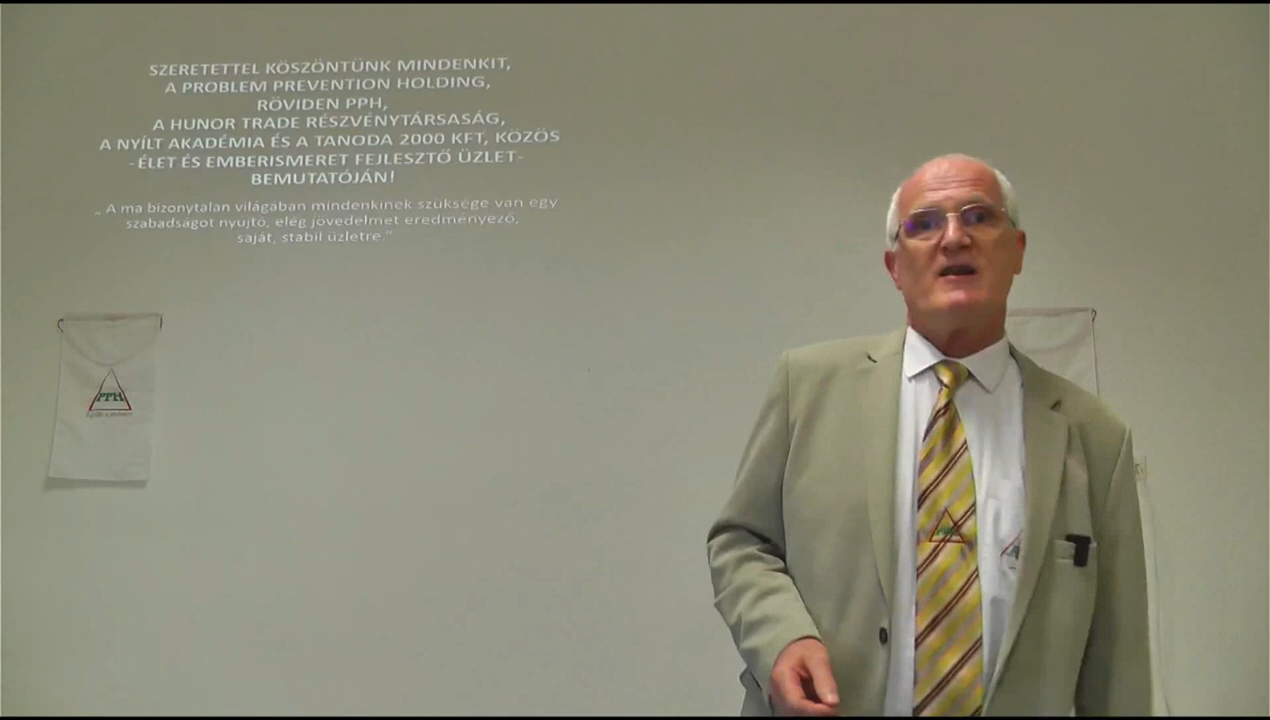 SZERETETTEL KÖSZÖNTÜNK MINDENKIT,
A PROBLEM PREVENTION HOLDING,
RÖVIDEN PPH,
A HUNOR TRADE RÉSZVÉNYTÁRSASÁG,
A NYÍLT AKADÉMIA ÉS A TANODA 2000 KFT, KÖZÖS
-ÉLET ÉS EMBERISMERET FEJLESZTŐ ÜZLET-
BEMUTATÓJÁN!
„ A ma bizonytalan világában mindenkinek szüksége van egy
szabadságot nyujtó, elég jövedelmet eredményező,
saját, stabil üzletre.”
PPH
PPH